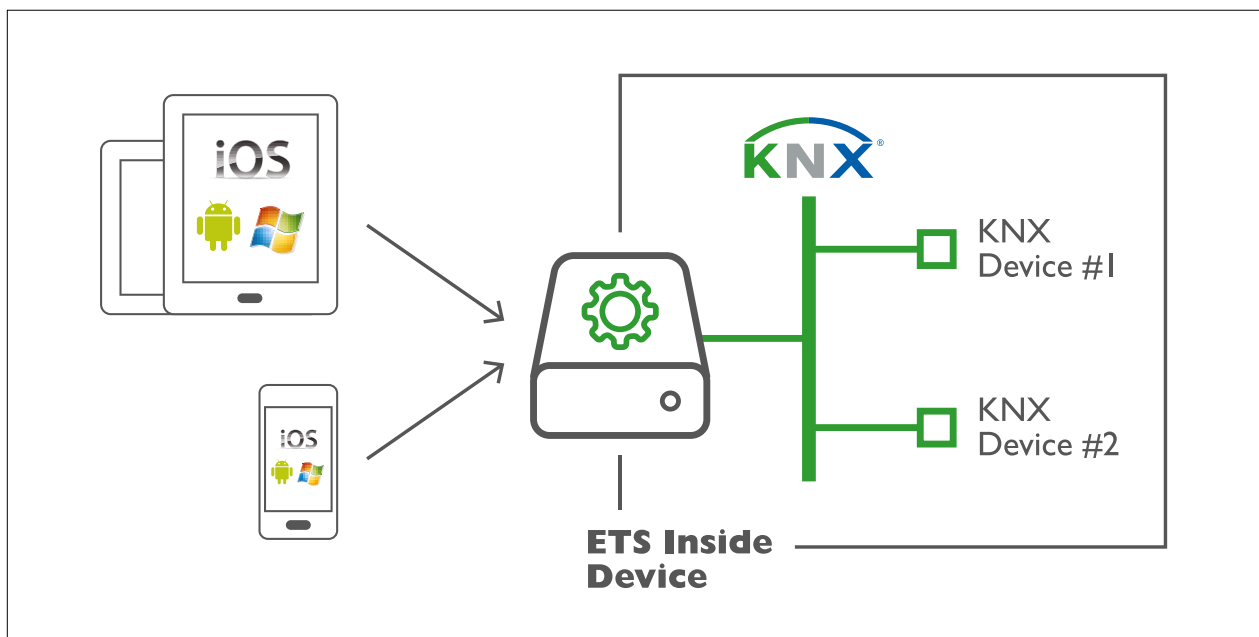 iOS
iOS
KNX®
KNX
Device #1
KNX
Device #2
ETS Inside
Device